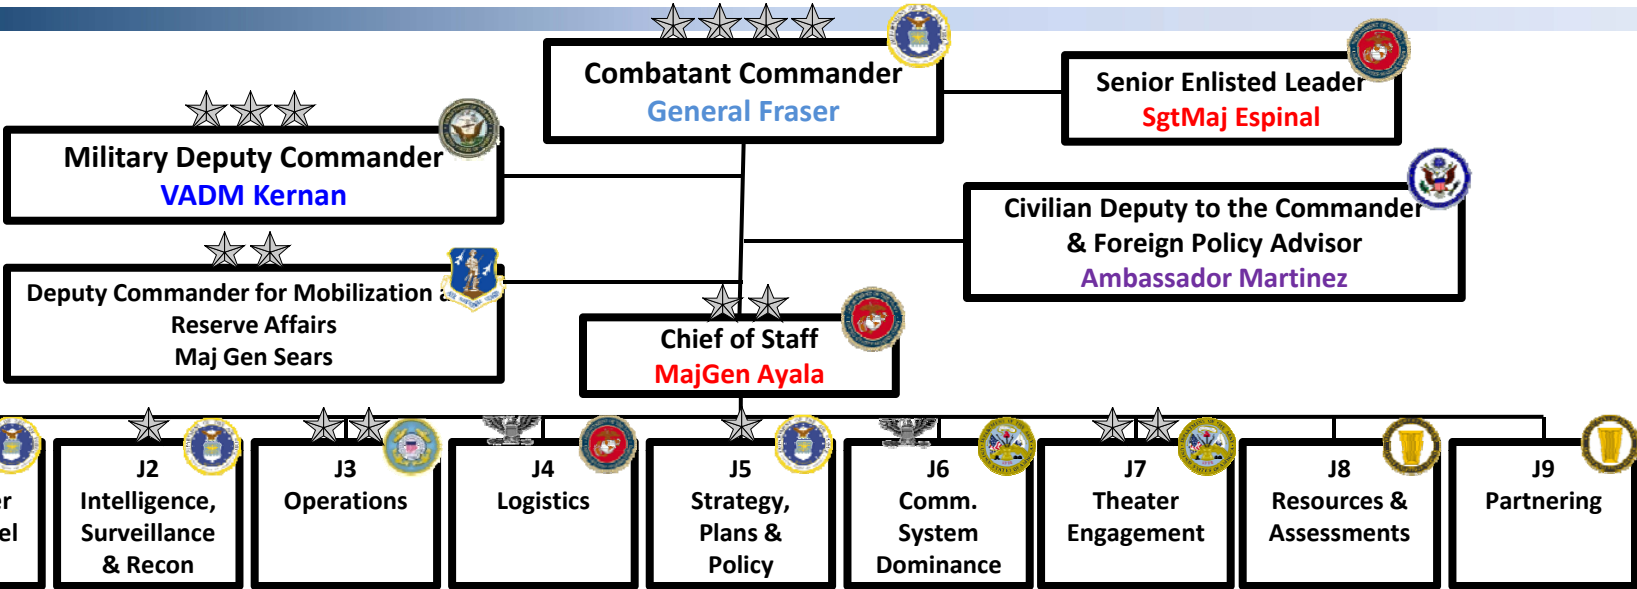 Combatant Commander
General Fraser
Senior Enlisted Leader
SgtMaj Espinal
Military Deputy Commander
VADM Kernan
Civilian Deputy to the Commander
& Foreign Policy Advisor
Ambassador Martinez
Deputy Commander for Mobilization
Reserve Affairs
Maj Gen Sears
Chief of Staff
MajGen Ayala
J2
Intelligence,
Surveillance
& Recon
J3
Operations
J4
Logistics
J5
Strategy,
Plans &
Policy
J6
Comm.
System
Dominance
J7
Theater
Engagement
J8
Resources &
Assessments
J9
Partnering